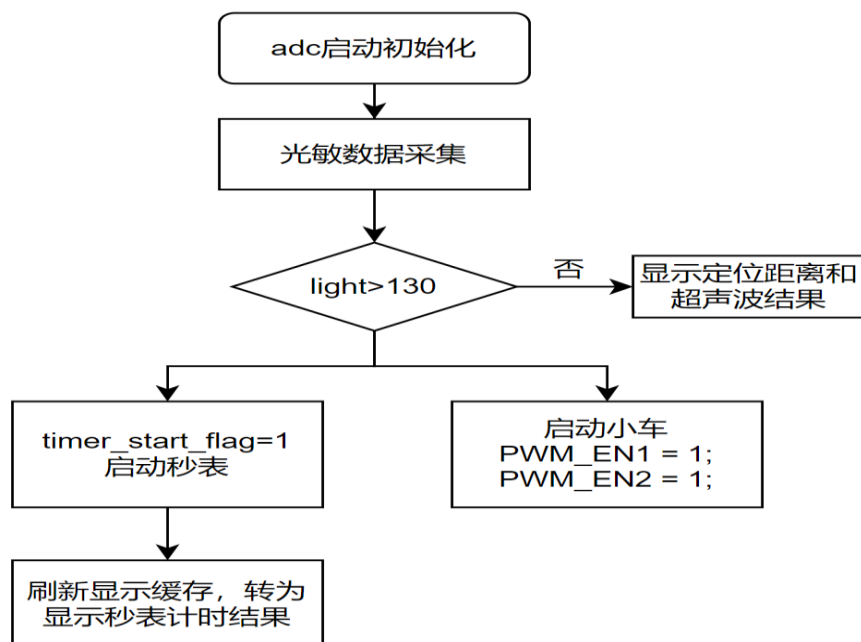 adc启动初始化
光敏数据采集
light>130
否
显示定位距离和
超声波结果
timer_start_flag=1
启动秒表
启动小车
PWM_EN1 = 1;
PWM_EN2 = 1;
刷新显示缓存，转为
显示秒表计时结果